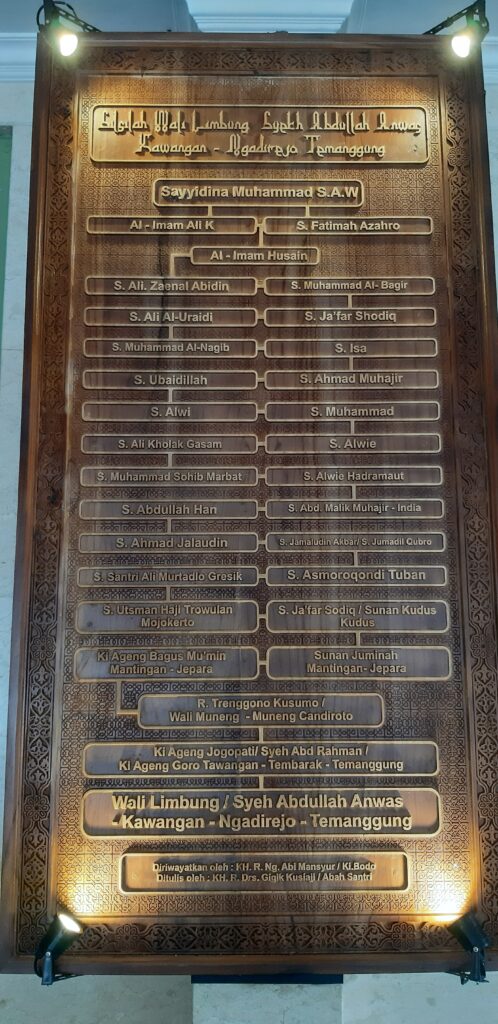 Silsilah Wali Limbung Syekh Abdullah Anwas
Kawangan - Ngadirejo Temanggung
Sayyidina Muhammad S.A.W
Al - Imam Ali K
S. Fatimah Azahro
Al - Imam Husain
S. Ali. Zaenal Abidin
S. Muhammad Al- Bagir
S. Ali Al-Uraidi
S. Ja'far Shodiq
S. Muhammad Al-Nagib
S. Isa
S. Ubaidillah
S. Ahmad Muhajir
S. Alwi
S. Muhammad
S. Ali Kholak Gasam
S. Alwie
S. Muhammad Sohib Marbat
S. Alwie Hadramaut
S. Abdullah Han
S. Abd. Malik Muhajir - India
S. Ahmad Jalaudin
S. Jamaludin Akbar/ S. Jumadil Qubro
S. Santri Ali Murtadlo Gresik
S. Asmoroqondi Tuban
S. Utsman Haji Trowulan
Mojokerto
S. Ja'far Sodiq / Sunan Kudus
Kudus
Ki Ageng Bagus Mu'min
Mantingan - Jepara
Sunan Juminah
Mantingan- Jepara
R. Trenggono Kusumo /
Wali Muneng - Muneng Candiroto
Ki Ageng Jogopati/ Syeh Abd Rahman /
Ki Ageng Goro Tawangan - Tembarak - Temanggung
Wali Limbung / Syeh Abdullah Anwas
- Kawangan - Ngadirejo - Temanggung
Diriwayatkan oleh : KH. R. Ng. Abi Mansyur / Ki.Bodo
Ditulis oleh : KH. R. Drs. Gigik Kusiaji / Abah Santri